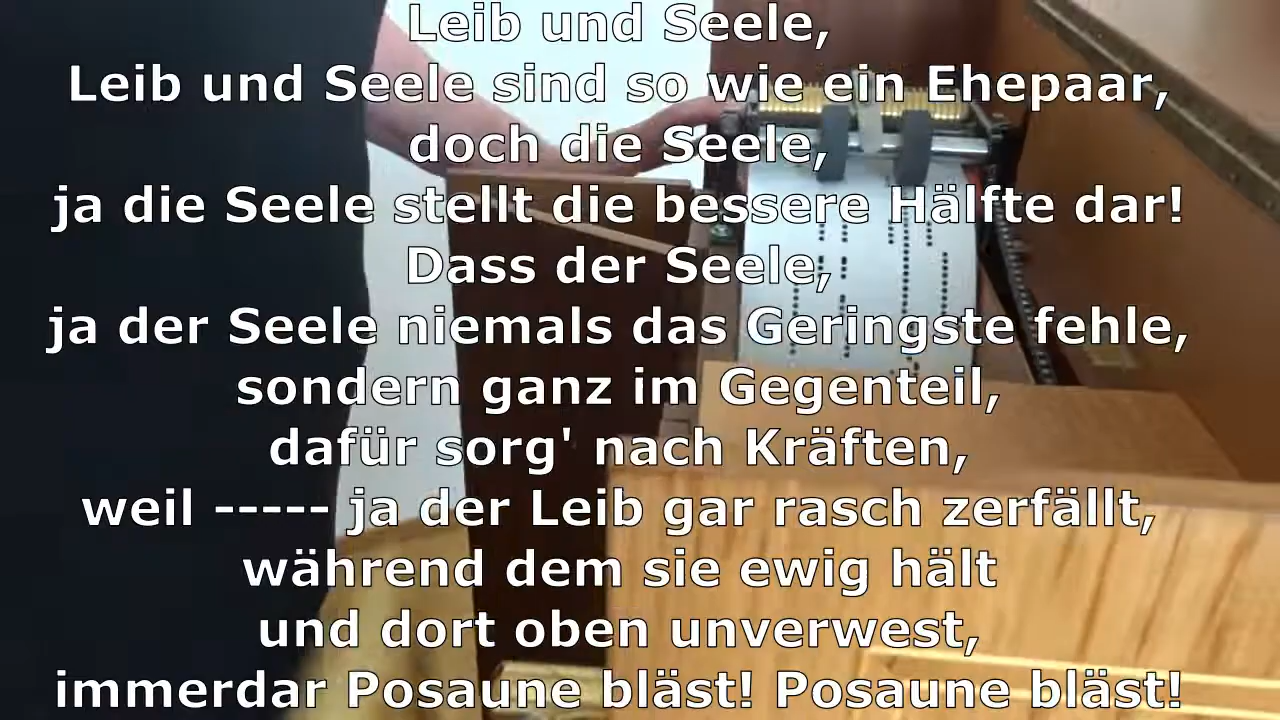 Leib und Seele,
Leib und Seele sind so wie ein Ehepaar,
doch die Seele,
ja die Seele stellt die bessere Hälfte dar!
Dass der Seele,
ja der Seele niemals das Geringste fehle,
sondern ganz im Gegenteil,
dafür sorg' nach Kräften,
weil ----- ja der Leib gar rasch zerfällt,
während dem sie ewig hält
und dort oben unverwest,
immerdar Posaune bläst! Posaune bläst!